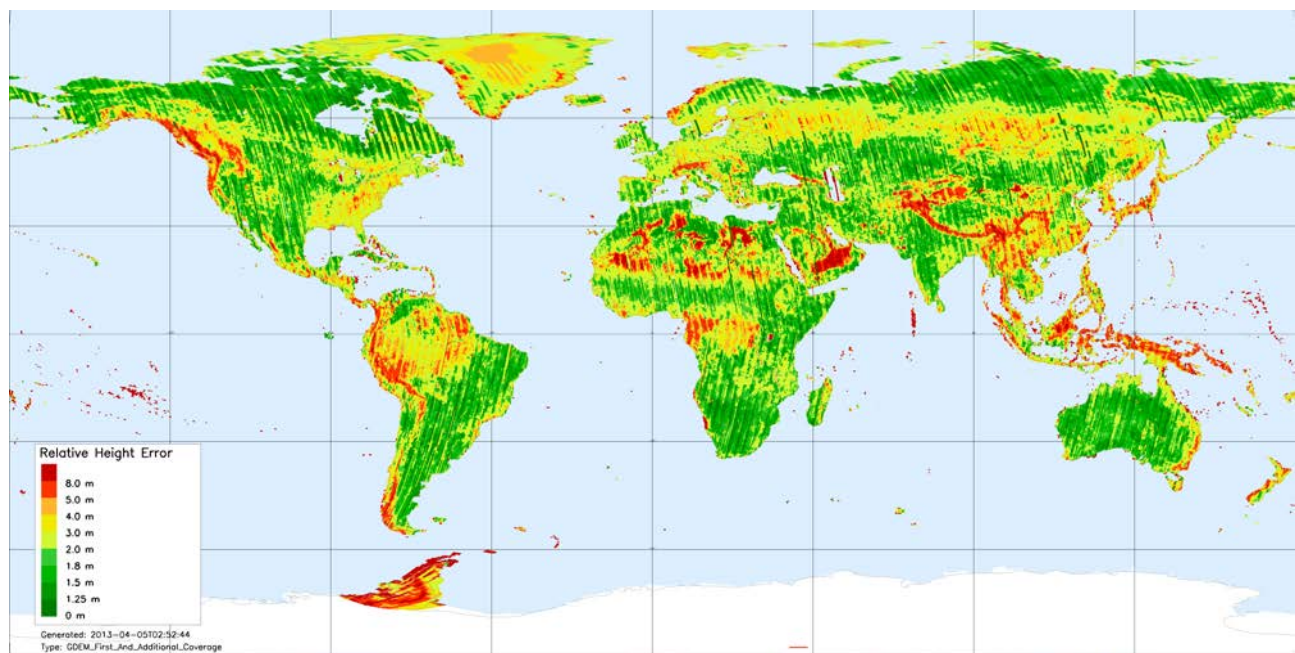 Relative Height Error
8.0 m
5.0 m
4.0 m
3.0 m
2.0 m
1.8 m
1.5 m
1.25 m
0 m
Generated: 2013-04-05T02:52:44
Type: GDEM_First_And_Additional_Coverage